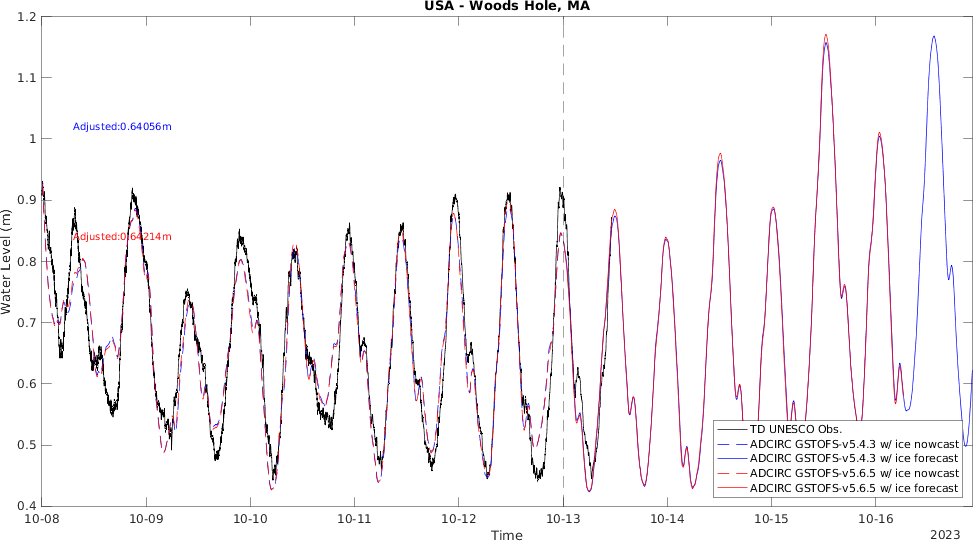 USA - Woods Hole, MA
1.2
1.1
1
0.9
0.8
0.7
0.6
0.5
0.4
Water Level (m)
Adjusted:0.64056m
Adjusted:0.64214m
TD UNESCO Obs.
ADCIRC GSTOFS-v5.4.3 w/ ice nowcast
ADCIRC GSTOFS-v5.4.3 w/ ice forecast
ADCIRC GSTOFS-v5.6.5 w/ ice nowcast
ADCIRC GSTOFS-v5.6.5 w/ ice forecast
10-08 10-09 10-10 10-11 10-12 10-13 10-14 10-15 10-16
Time
2023